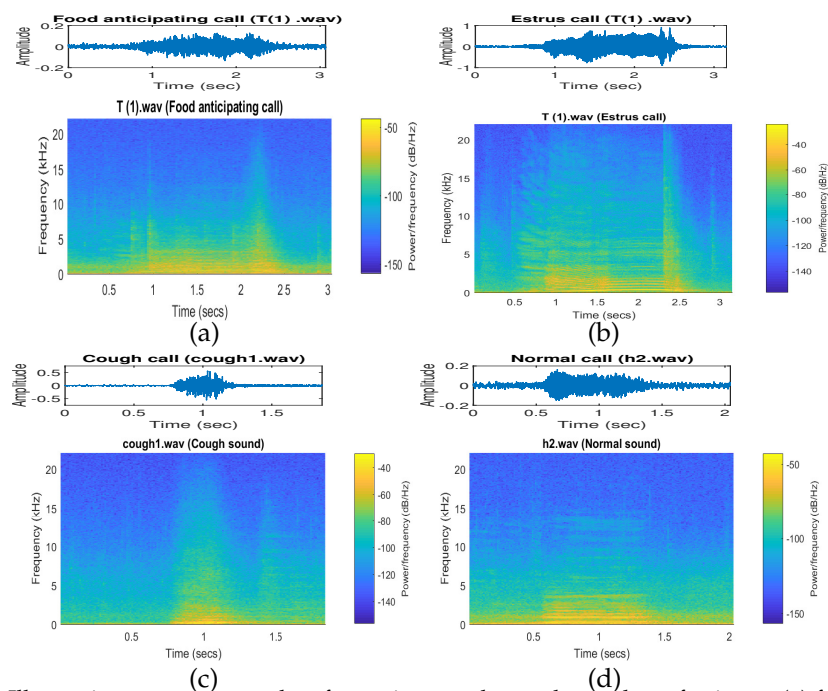 Food anticipating call (T(1) .wav)
Amplitude
0.2
0
-0.2
0 1 2 3
Time (sec)
T (1).wav (Food anticipating call)
Frequency (kHz)
20
15
10
5
0
0.5 1 1.5 2 2.5 3
Time (secs)
-50
-100
-150
Power/frequency (dB/Hz)
(a)
Estrus call (T(1) .wav)
Amplitude
1
0
-1
0 1 2 3
Time (sec)
T (1).wav (Estrus call)
Frequency (kHz)
20
15
10
5
0
0.5 1 1.5 2 2.5 3
Time (secs)
-40
-60
-80
-100
-120
-140
Power/frequency (dB/Hz)
(b)
Cough call (cough1.wav)
Amplitude
0.5
0
-0.5
0 0.5 1 1.5
Time (sec)
cough1.wav (Cough sound)
Frequency (kHz)
20
15
10
5
0
0.5 1 1.5
Time (secs)
-40
-60
-80
-100
-120
-140
Power/frequency (dB/Hz)
(c)
Normal call (h2.wav)
Amplitude
0.2
0
-0.2
0 0.5 1 1.5 2
Time (sec)
h2.wav (Normal sound)
Frequency (kHz)
20
15
10
5
0
0.5 1 1.5 2
Time (secs)
-50
-100
-150
Power/frequency (dB/Hz)
(d)